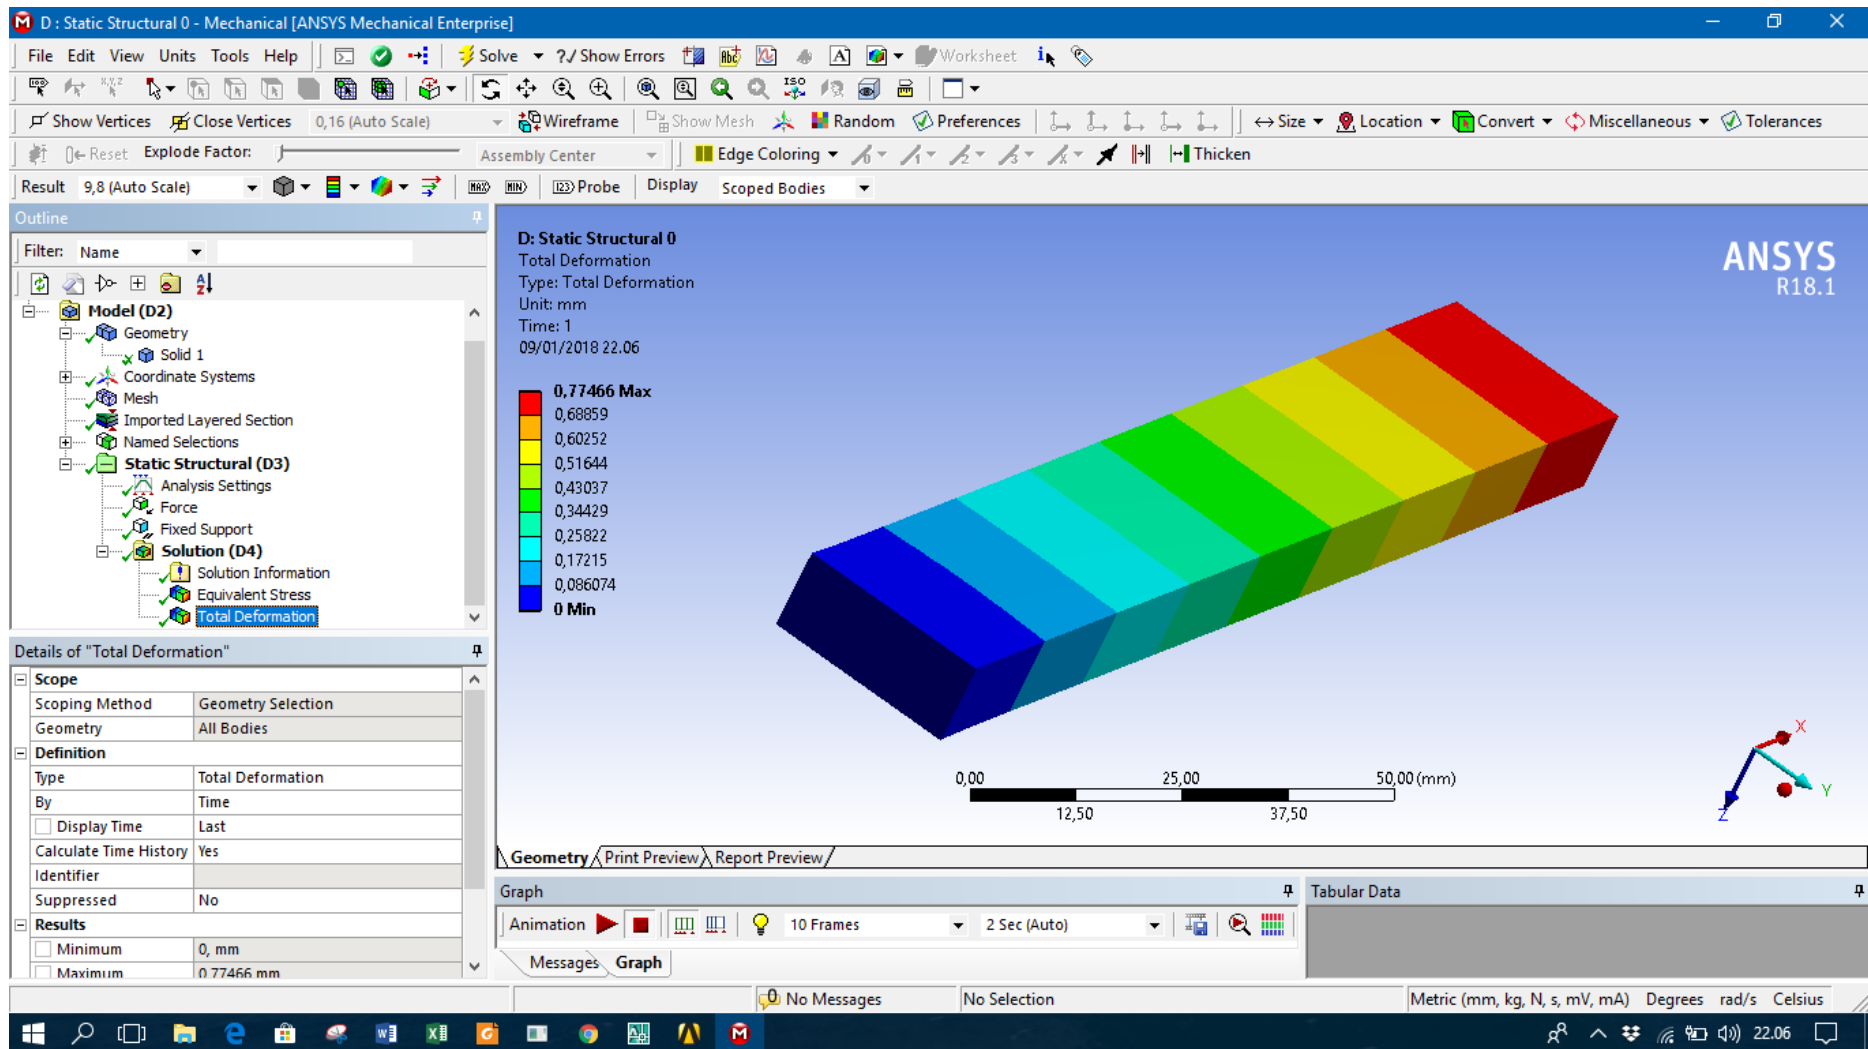 D : Static Structural 0 - Mechanical [ANSYS Mechanical Enterprise]
File Edit View Units Tools Help Solve ?/ Show Errors Worksheet
Show Vertices Close Vertices 0,16 (Auto Scale) Wireframe Show Mesh Random Preferences Size Location Convert Miscellaneous Tolerances
Reset Explode Factor: Assembly Center Edge Coloring Thicken
Result 9,8 (Auto Scale) MAX MIN 123 Probe Display Scoped Bodies
Outline
Filter: Name
Model (D2)
Geometry
Solid 1
Coordinate Systems
Mesh
Imported Layered Section
Named Selections
Static Structural (D3)
Analysis Settings
Force
Fixed Support
Solution (D4)
Solution Information
Equivalent Stress
Total Deformation
Details of "Total Deformation"
Scope
Scoping Method Geometry Selection
Geometry All Bodies
Definition
Type Total Deformation
By Time
Display Time Last
Calculate Time History Yes
Identifier
Suppressed No
Results
Minimum 0, mm
Maximum 0,77466 mm
D: Static Structural 0
Total Deformation
Type: Total Deformation
Unit: mm
Time: 1
09/01/2018 22.06
0,77466 Max
0,68859
0,60252
0,51644
0,43037
0,34429
0,25822
0,17215
0,086074
0 Min
ANSYS
R18.1
X
Y
Z
0,00 25,00 50,00 (mm)
12,50 37,50
Geometry Print Preview Report Preview
Graph
Animation 10 Frames 2 Sec (Auto)
Messages Graph
Tabular Data
0 No Messages No Selection Metric (mm, kg, N, s, mV, mA) Degrees rad/s Celsius
22.06